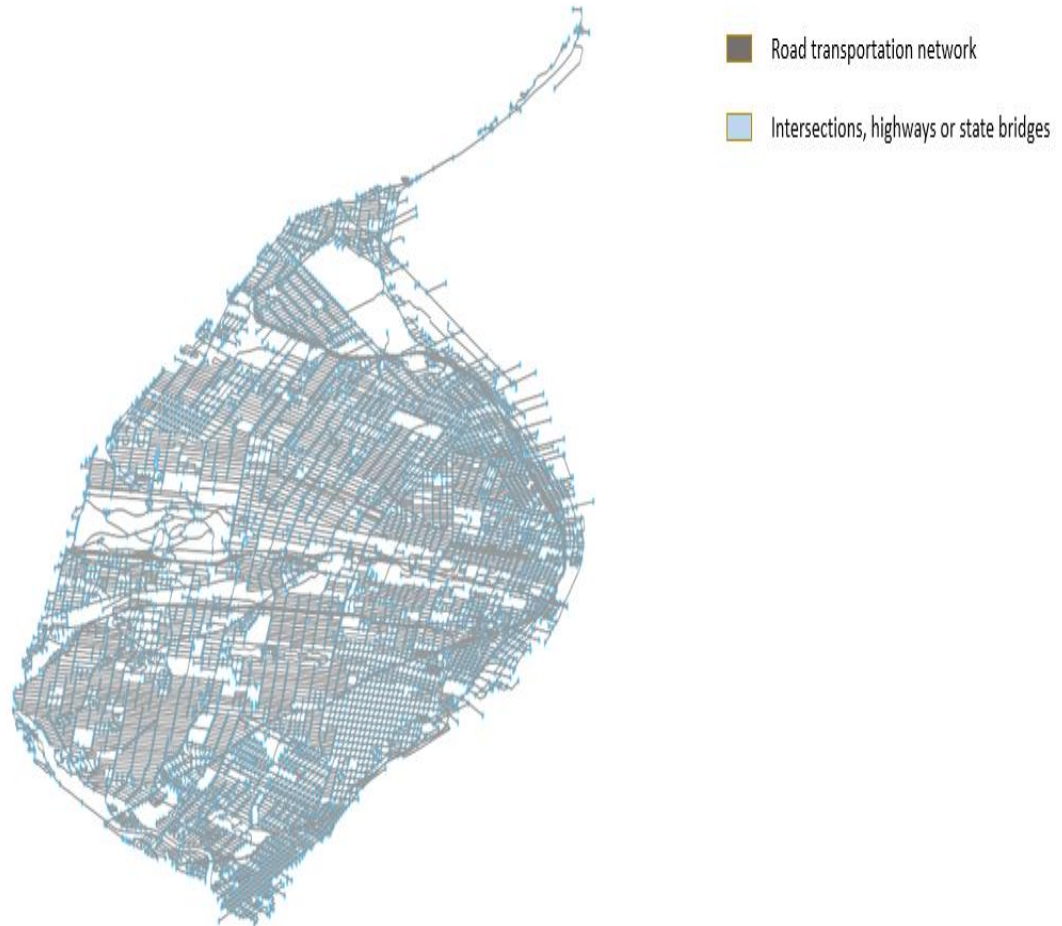 Road transportation network
Intersections, highways or state bridges